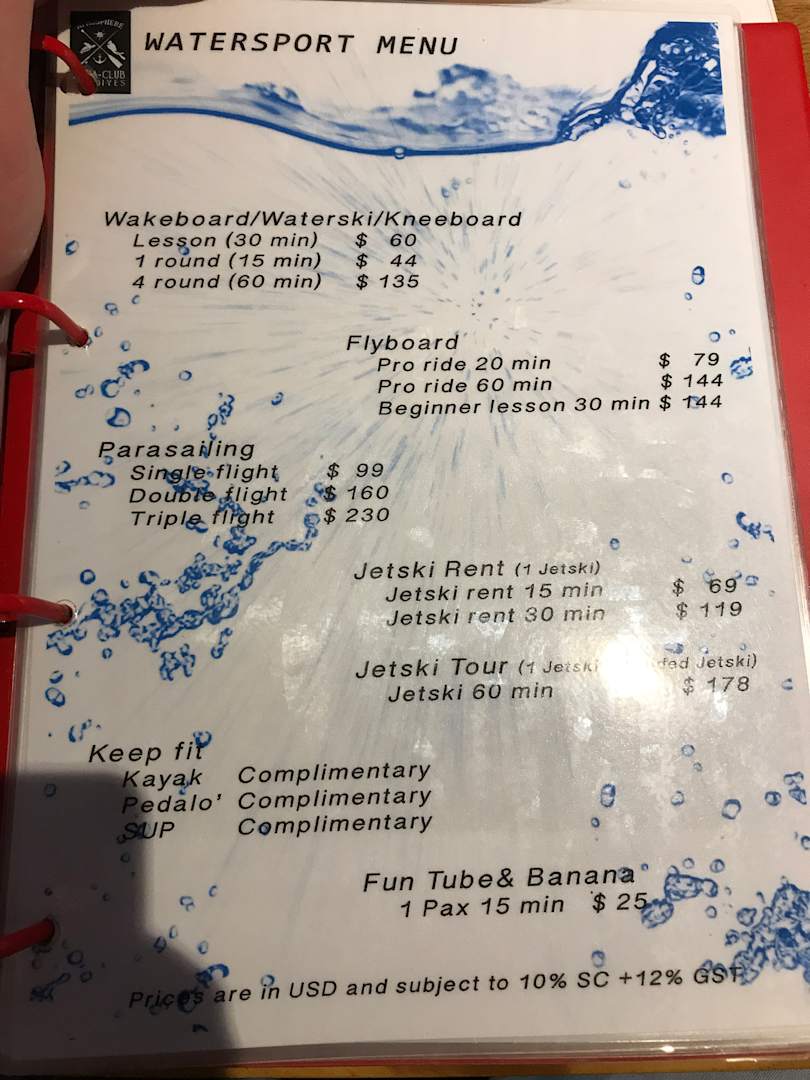 WATERSPORT MENU
Wakeboard/Waterski/Kneeboard
Lesson (30 min) $ 60
1 round (15 min) $ 44
4 round (60 min) $ 135
Flyboard
Pro ride 20 min $ 79
Pro ride 60 min $ 144
Beginner lesson 30 min $ 144
Parasailing
Single flight $ 99
Double flight $ 160
Triple flight $ 230
Jetski Rent (1 Jetski)
Jetski rent 15 min $ 69
Jetski rent 30 min $ 119
Jetski Tour (1 Jetski Jetski)
Jetski 60 min $ 178
Keep fit
Kayak Complimentary
Pedalo' Complimentary
SUP Complimentary
Fun Tube& Banana
1 Pax 15 min $ 25
Prices are in USD and subject to 10% SC +12% GST